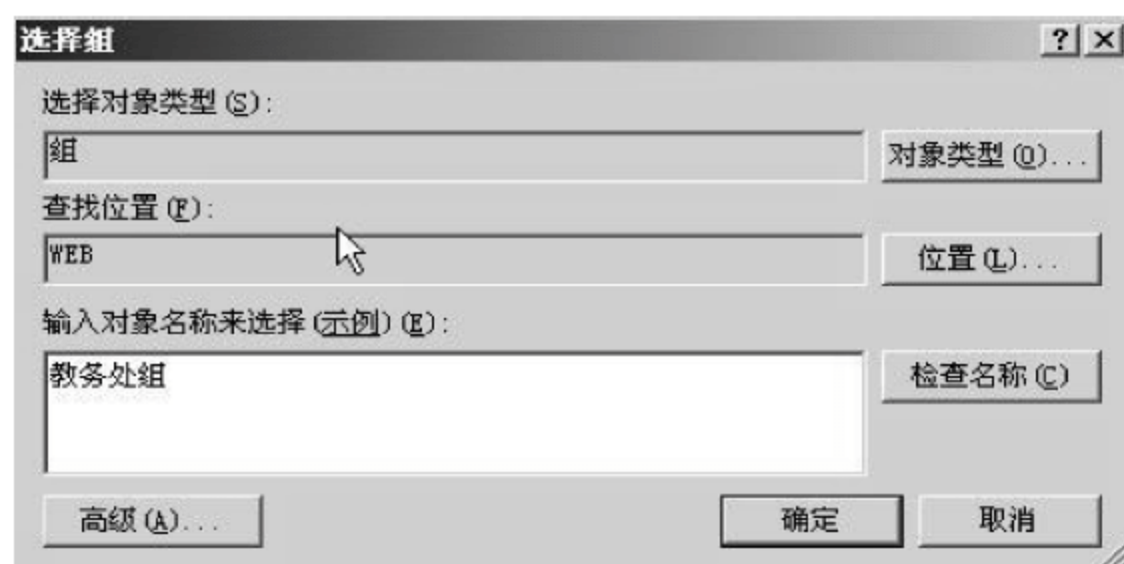 选择组
选择对象类型(S):
组
对象类型(O)...
查找位置(F):
WEB
位置(L)...
输入对象名称来选择(示例)(E):
教务处组
检查名称(C)
高级(A)...
确定
取消